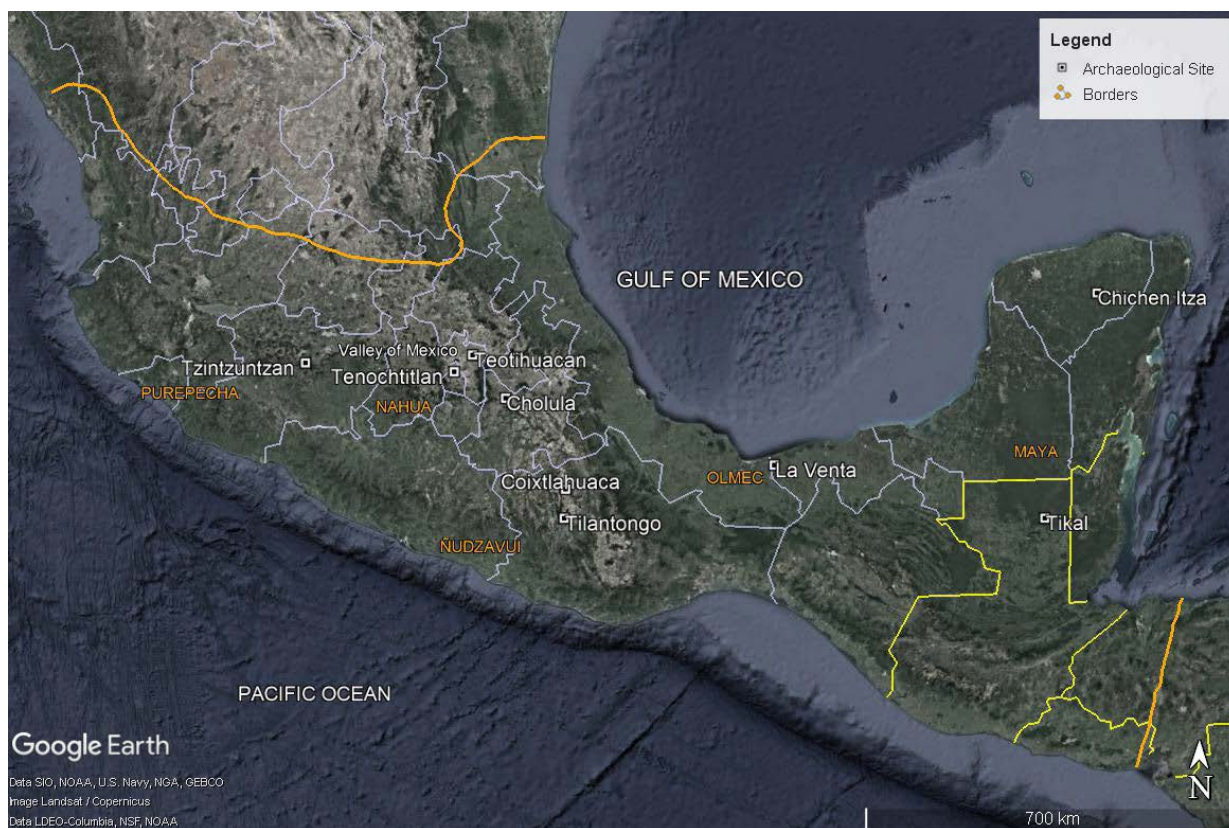 Legend
Archaeological Site
Borders
GULF OF MEXICO
Chichen Itza
Valley of Mexico
Teotihuacan
Tzintzuntzan
Tenochtitlan
PUREPECHA
NAHUA
Cholula
MAYA
OLMEC
La Venta
Coixtlahuaca
Tilantongo
Tikal
ÑUDZAVUI
PACIFIC OCEAN
Google Earth
Data SIO, NOAA, U.S. Navy, NGA, GEBCO
Image Landsat / Copernicus
Data LDEO-Columbia, NSF, NOAA
N
700 km